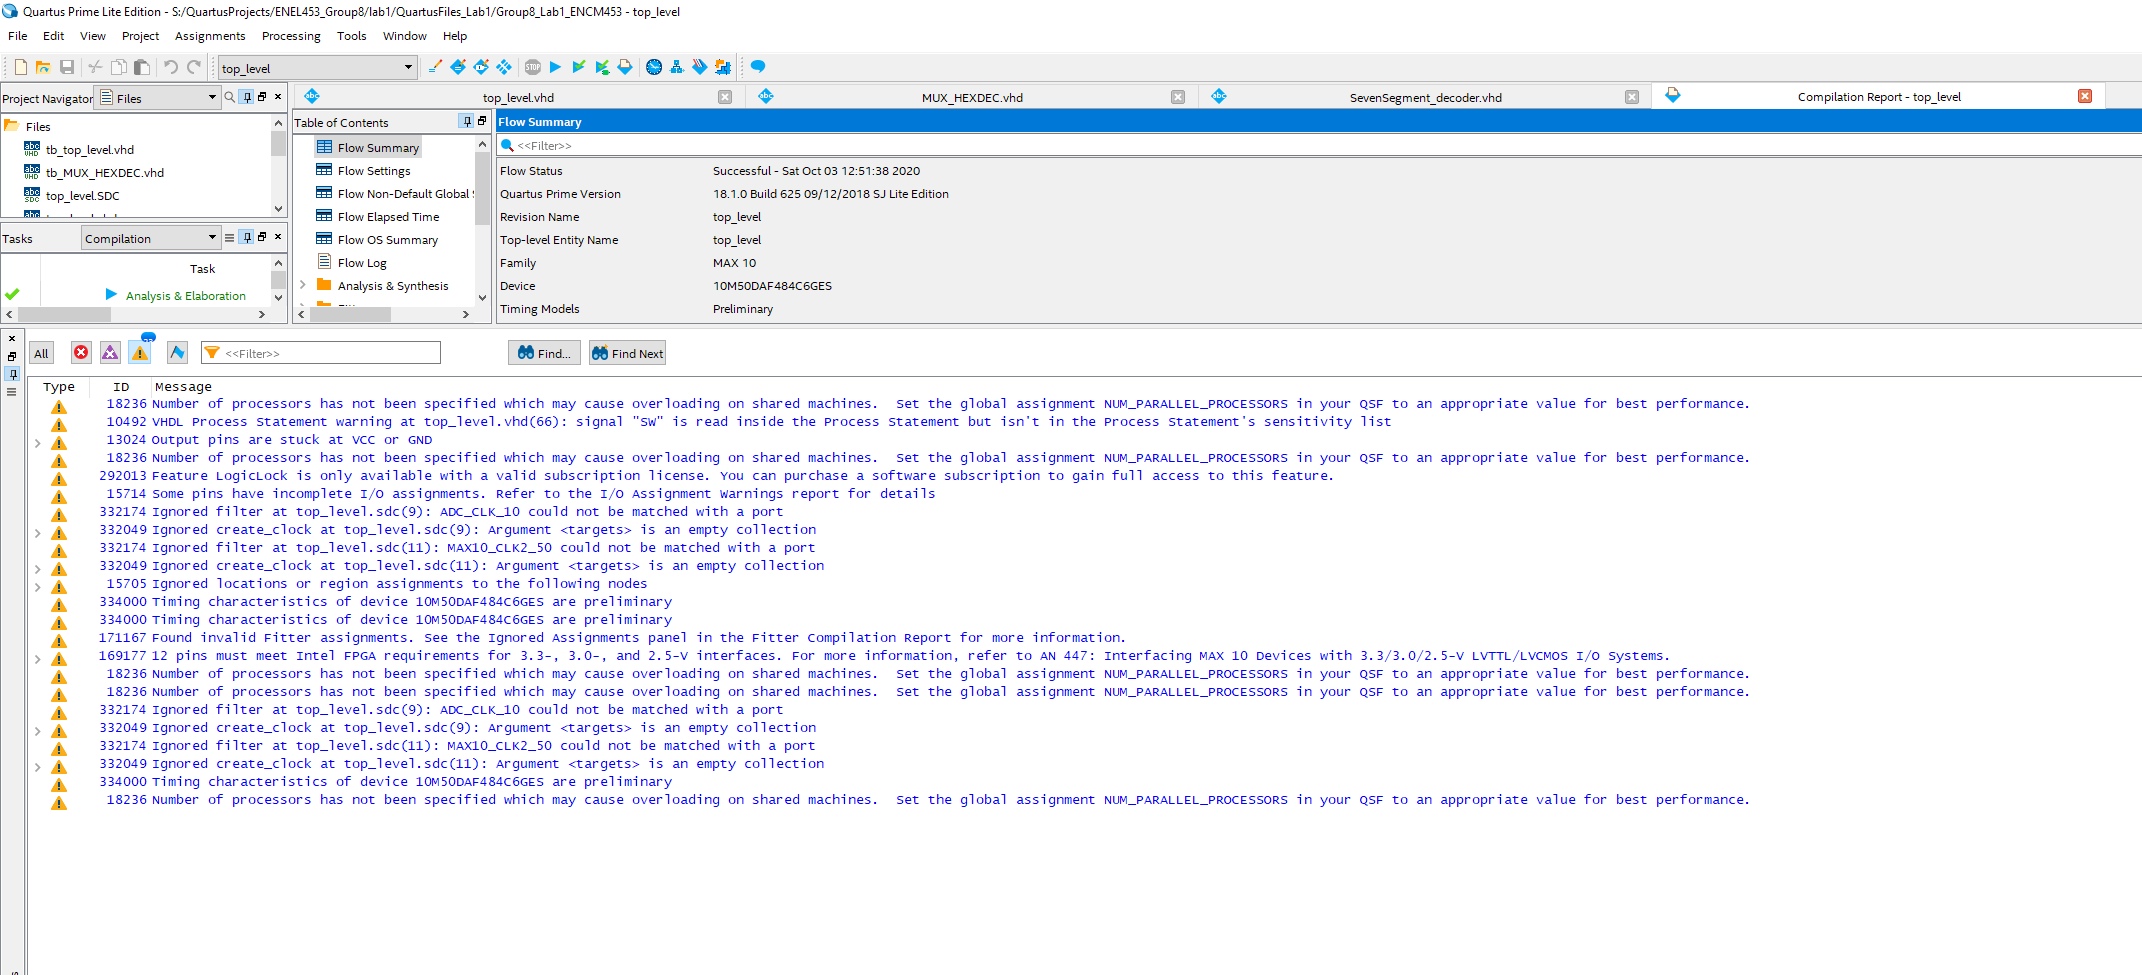 Quartus Prime Lite Edition - S:/QuartusProjects/ENEL453_Group8/lab1/QuartusFiles_Lab1/Group8_Lab1_ENCM453 - top_level
File Edit View Project Assignments Processing Tools Window Help
top_level
Project Navigator Files
Files
tb_top_level.vhd
tb_MUX_HEXDEC.vhd
top_level.SDC
Tasks Compilation
Task
Analysis & Elaboration
top_level.vhd MUX_HEXDEC.vhd SevenSegment_decoder.vhd Compilation Report - top_level
Table of Contents
Flow Summary
Flow Settings
Flow Non-Default Global
Flow Elapsed Time
Flow OS Summary
Flow Log
Analysis & Synthesis
Flow Summary
<<Filter>>
Flow Status Successful - Sat Oct 03 12:51:38 2020
Quartus Prime Version 18.1.0 Build 625 09/12/2018 SJ Lite Edition
Revision Name top_level
Top-level Entity Name top_level
Family MAX 10
Device 10M50DAF484C6GES
Timing Models Preliminary
All <<Filter>> Find... Find Next
Type ID Message
18236 Number of processors has not been specified which may cause overloading on shared machines. Set the global assignment NUM_PARALLEL_PROCESSORS in your QSF to an appropriate value for best performance.
10492 VHDL Process Statement warning at top_level.vhd(66): signal "SW" is read inside the Process Statement but isn't in the Process Statement's sensitivity list
13024 Output pins are stuck at VCC or GND
18236 Number of processors has not been specified which may cause overloading on shared machines. Set the global assignment NUM_PARALLEL_PROCESSORS in your QSF to an appropriate value for best performance.
292013 Feature LogicLock is only available with a valid subscription license. You can purchase a software subscription to gain full access to this feature.
15714 Some pins have incomplete I/O assignments. Refer to the I/O Assignment Warnings report for details
332174 Ignored filter at top_level.sdc(9): ADC_CLK_10 could not be matched with a port
332049 Ignored create_clock at top_level.sdc(9): Argument <targets> is an empty collection
332174 Ignored filter at top_level.sdc(11): MAX10_CLK2_50 could not be matched with a port
332049 Ignored create_clock at top_level.sdc(11): Argument <targets> is an empty collection
15705 Ignored locations or region assignments to the following nodes
334000 Timing characteristics of device 10M50DAF484C6GES are preliminary
334000 Timing characteristics of device 10M50DAF484C6GES are preliminary
171167 Found invalid Fitter assignments. See the Ignored Assignments panel in the Fitter Compilation Report for more information.
169177 12 pins must meet Intel FPGA requirements for 3.3-, 3.0-, and 2.5-V interfaces. For more information, refer to AN 447: Interfacing MAX 10 Devices with 3.3/3.0/2.5-V LVTTL/LVCMOS I/O Systems.
18236 Number of processors has not been specified which may cause overloading on shared machines. Set the global assignment NUM_PARALLEL_PROCESSORS in your QSF to an appropriate value for best performance.
18236 Number of processors has not been specified which may cause overloading on shared machines. Set the global assignment NUM_PARALLEL_PROCESSORS in your QSF to an appropriate value for best performance.
332174 Ignored filter at top_level.sdc(9): ADC_CLK_10 could not be matched with a port
332049 Ignored create_clock at top_level.sdc(9): Argument <targets> is an empty collection
332174 Ignored filter at top_level.sdc(11): MAX10_CLK2_50 could not be matched with a port
332049 Ignored create_clock at top_level.sdc(11): Argument <targets> is an empty collection
334000 Timing characteristics of device 10M50DAF484C6GES are preliminary
18236 Number of processors has not been specified which may cause overloading on shared machines. Set the global assignment NUM_PARALLEL_PROCESSORS in your QSF to an appropriate value for best performance.